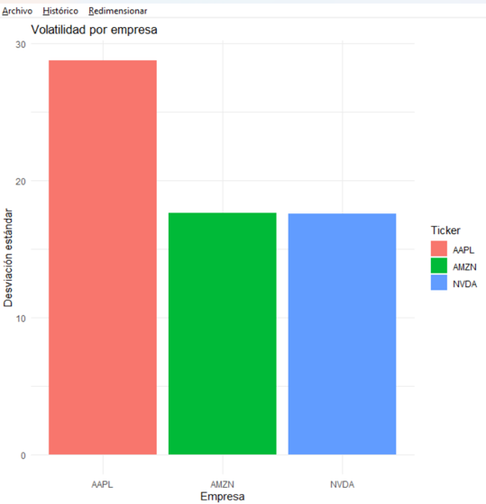 Archivo Histórico Redimensionar
Volatilidad por empresa
30
20
10
0
Desviación estándar
AAPL AMZN NVDA
Empresa
Ticker
AAPL
AMZN
NVDA